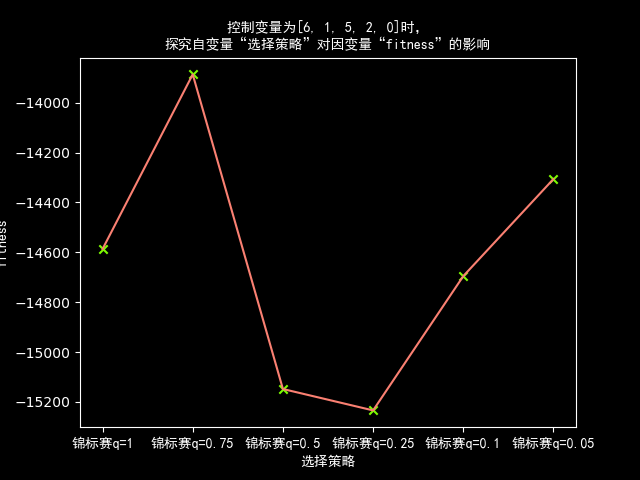 控制变量为[6, 1, 5, 2, 0]时，
探究自变量“选择策略”对因变量“fitness”的影响
fitness
−14000
−14200
−14400
−14600
−14800
−15000
−15200
锦标赛q=1 锦标赛q=0.75 锦标赛q=0.5 锦标赛q=0.25 锦标赛q=0.1 锦标赛q=0.05
选择策略